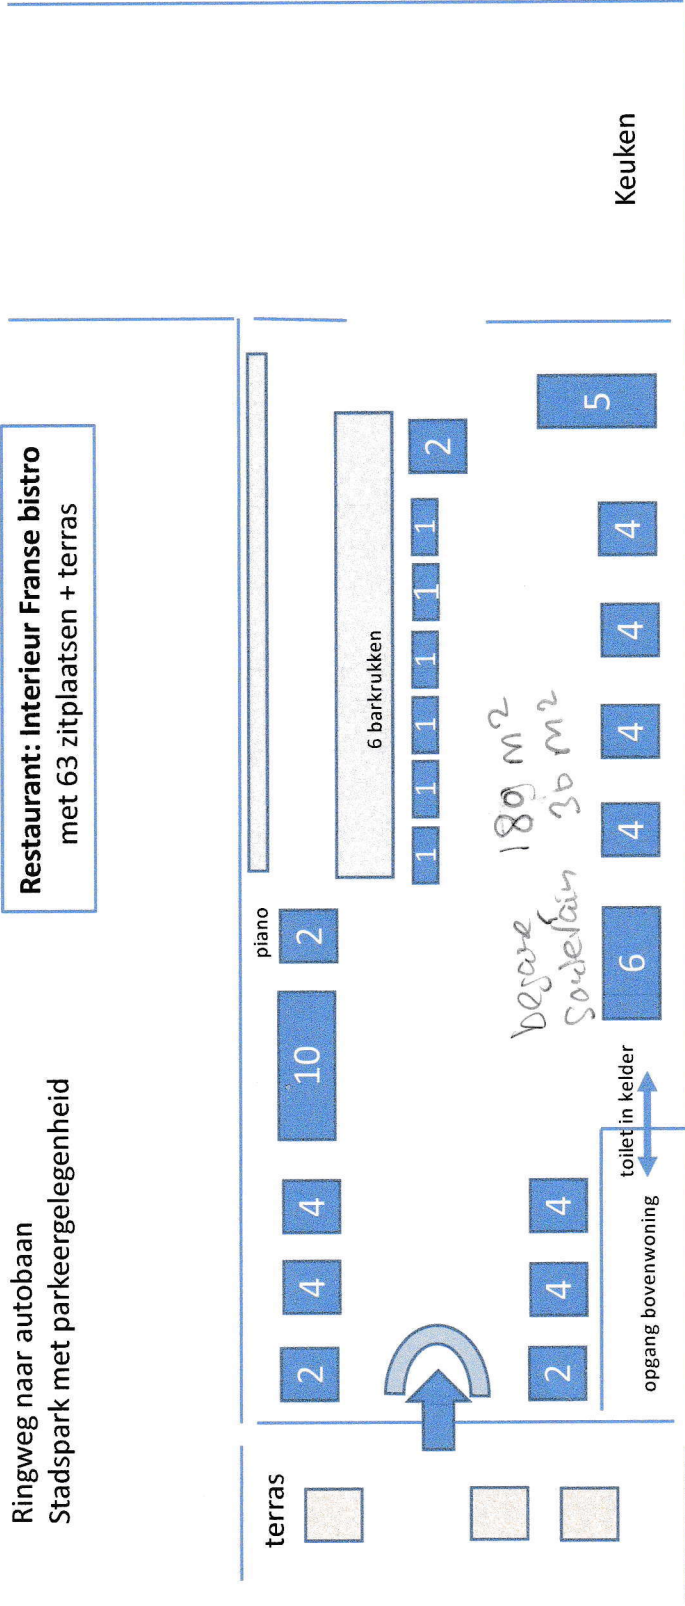 Ringweg naar autobaan
Stadspark met parkeergelegenheid
Restaurant: Interieur Franse bistro
met 63 zitplaatsen + terras
terras
2
4
4
10
piano
2
6 barkrukken
1
1
1
1
1
1
2
2
4
4
begane 189 m²
souterain 30 m²
opgang bovenwoning
toilet in kelder
6
4
4
4
4
5
Keuken